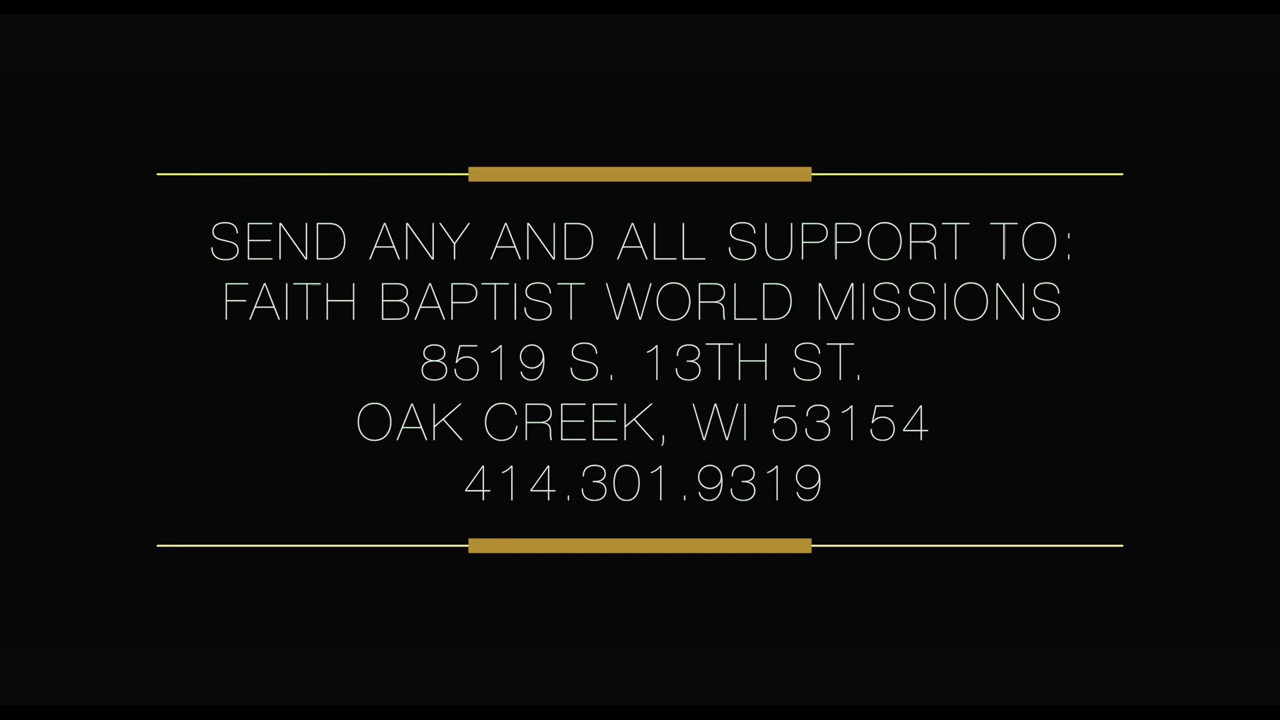 SEND ANY AND ALL SUPPORT TO:
FAITH BAPTIST WORLD MISSIONS
8519 S. 13TH ST.
OAK CREEK, WI 53154
414.301.9319